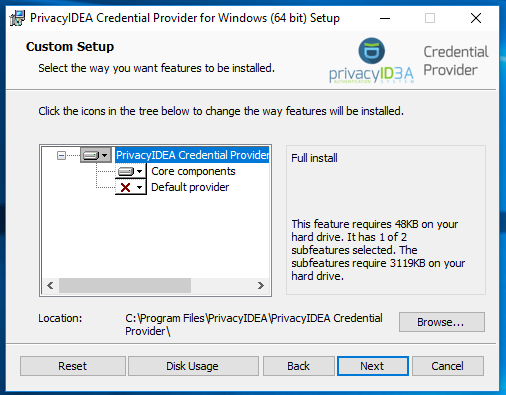 PrivacyIDEA Credential Provider for Windows (64 bit) Setup
Custom Setup
Select the way you want features to be installed.
privacyID3A
AUTHENTICATION SYSTEM
Credential
Provider
Click the icons in the tree below to change the way features will be installed.
PrivacyIDEA Credential Provider
Core components
Default provider
Full install
This feature requires 48KB on your
hard drive. It has 1 of 2
subfeatures selected. The
subfeatures require 3119KB on your
hard drive.
Location:
C:\Program Files\PrivacyIDEA\PrivacyIDEA Credential
Provider\
Browse...
Reset
Disk Usage
Back
Next
Cancel